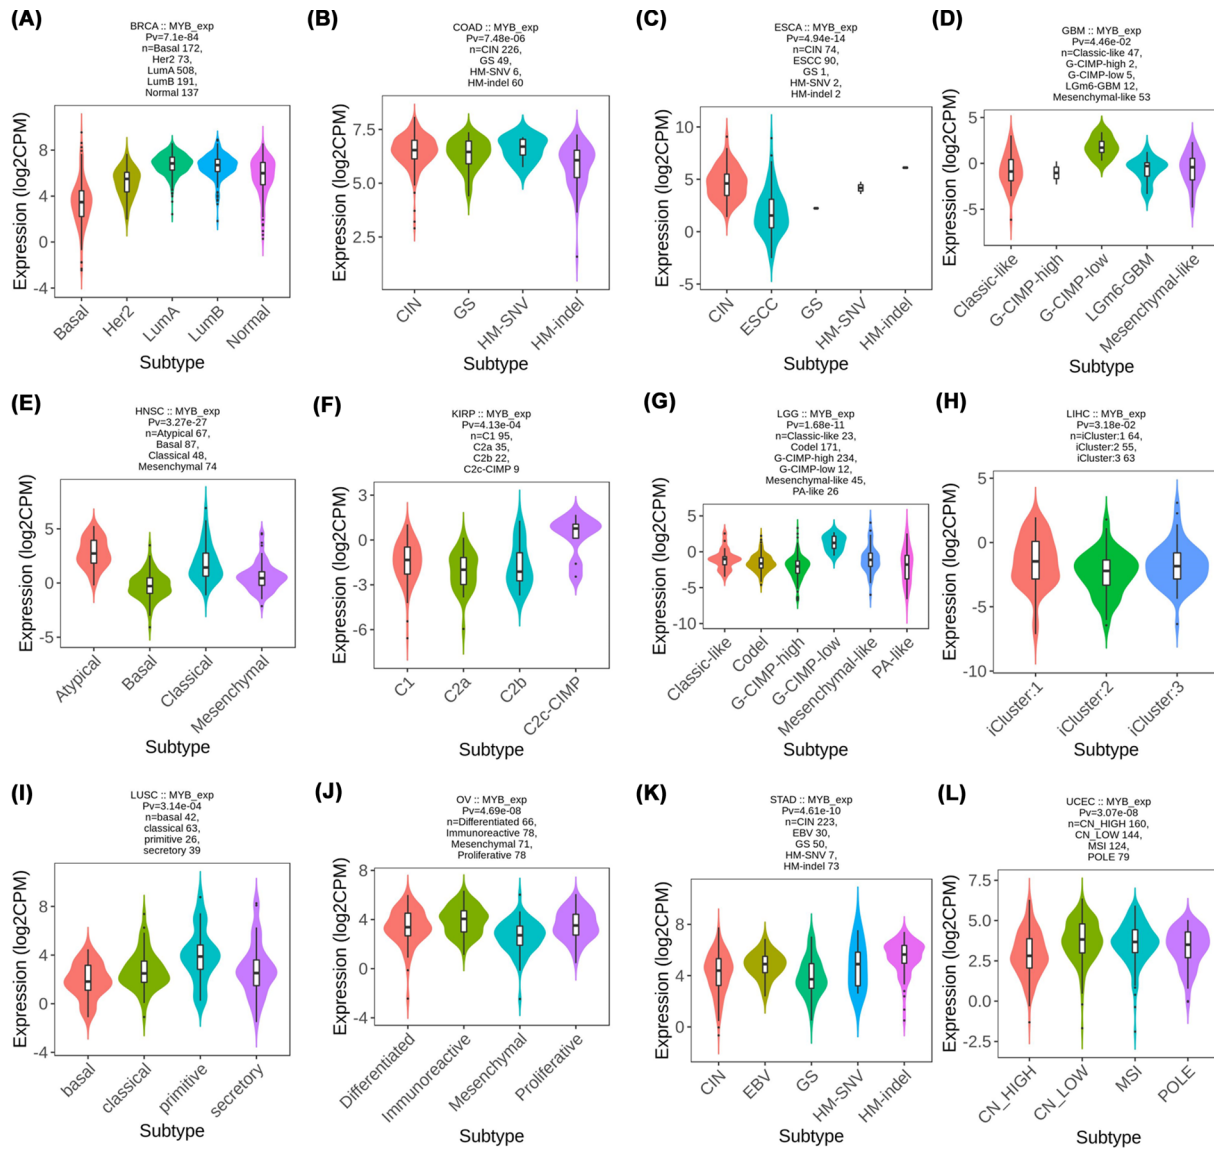 (A)
BRCA :: MYB_exp
Pv=7.1e-84
n=Basal 172,
Her2 73,
LumA 508,
LumB 191,
Normal 137
Expression (log2CPM)
8
4
0
-4
Basal
Her2
LumA
LumB
Normal
Subtype
(B)
COAD :: MYB_exp
Pv=7.48e-06
n=CIN 226,
GS 49,
HM-SNV 6,
HM-indel 60
Expression (log2CPM)
7.5
5.0
2.5
CIN
GS
HM-SNV
HM-indel
Subtype
(C)
ESCA :: MYB_exp
Pv=4.94e-14
n=CIN 74,
ESCC 90,
GS 1,
HM-SNV 2,
HM-indel 2
Expression (log2CPM)
10
5
0
-5
CIN
ESCC
GS
HM-SNV
HM-indel
Subtype
(D)
GBM :: MYB_exp
Pv=4.46e-02
n=Classic-like 47,
G-CIMP-high 2,
G-CIMP-low 5,
LGm6-GBM 12,
Mesenchymal-like 53
Expression (log2CPM)
5
0
-5
Classic-like
G-CIMP-high
G-CIMP-low
LGm6-GBM
Mesenchymal-like
Subtype
(E)
HNSC :: MYB_exp
Pv=3.27e-27
n=Atypical 67,
Basal 87,
Classical 48,
Mesenchymal 74
Expression (log2CPM)
5
0
-5
Atypical
Basal
Classical
Mesenchymal
Subtype
(F)
KIRP :: MYB_exp
Pv=4.13e-04
n=C1 95,
C2a 35,
C2b 22,
C2c-CIMP 9
Expression (log2CPM)
3
0
-3
-6
C1
C2a
C2b
C2c-CIMP
Subtype
(G)
LGG :: MYB_exp
Pv=1.68e-11
n=Classic-like 23,
Codel 171,
G-CIMP-high 234,
G-CIMP-low 12,
Mesenchymal-like 45,
PA-like 26
Expression (log2CPM)
5
0
-5
-10
Classic-like
Codel
G-CIMP-high
G-CIMP-low
Mesenchymal-like
PA-like
Subtype
(H)
LIHC :: MYB_exp
Pv=3.18e-02
n=iCluster:1 64,
iCluster:2 55,
iCluster:3 63
Expression (log2CPM)
5
0
-5
-10
iCluster:1
iCluster:2
iCluster:3
Subtype
(I)
LUSC :: MYB_exp
Pv=3.14e-04
n=basal 42,
classical 63,
primitive 26,
secretory 39
Expression (log2CPM)
8
4
0
-4
basal
classical
primitive
secretory
Subtype
(J)
OV :: MYB_exp
Pv=4.69e-08
n=Differentiated 66,
Immunoreactive 78,
Mesenchymal 71,
Proliferative 78
Expression (log2CPM)
8
4
0
-4
Differentiated
Immunoreactive
Mesenchymal
Proliferative
Subtype
(K)
STAD :: MYB_exp
Pv=4.61e-10
n=CIN 223,
EBV 30,
GS 50,
HM-SNV 7,
HM-indel 73
Expression (log2CPM)
8
4
0
CIN
EBV
GS
HM-SNV
HM-indel
Subtype
(L)
UCEC :: MYB_exp
Pv=3.07e-08
n=CN_HIGH 160,
CN_LOW 144,
MSI 124,
POLE 79
Expression (log2CPM)
7.5
5.0
2.5
0.0
-2.5
CN_HIGH
CN_LOW
MSI
POLE
Subtype